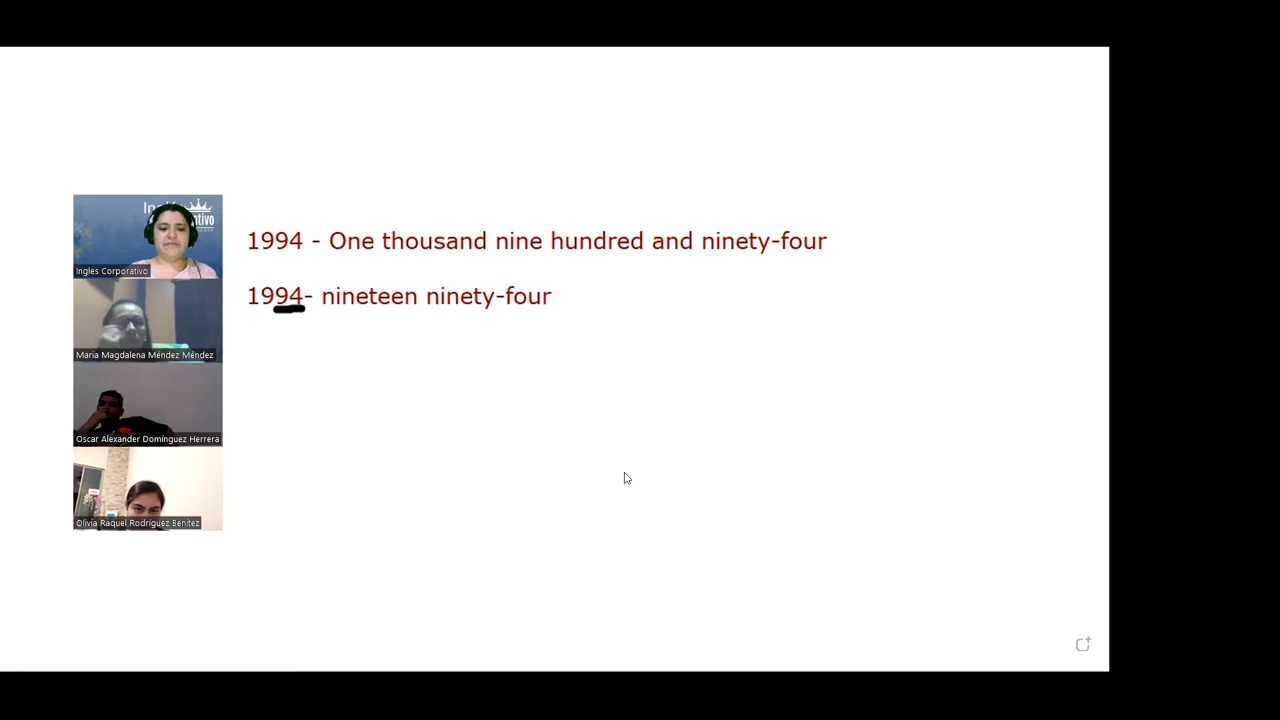 Ingles Corporativo
1994 - One thousand nine hundred and ninety-four
1994- nineteen ninety-four
Maria Magdalena Méndez Méndez
Oscar Alexander Domínguez Herrera
Olivia Raquel Rodriguez Benitez